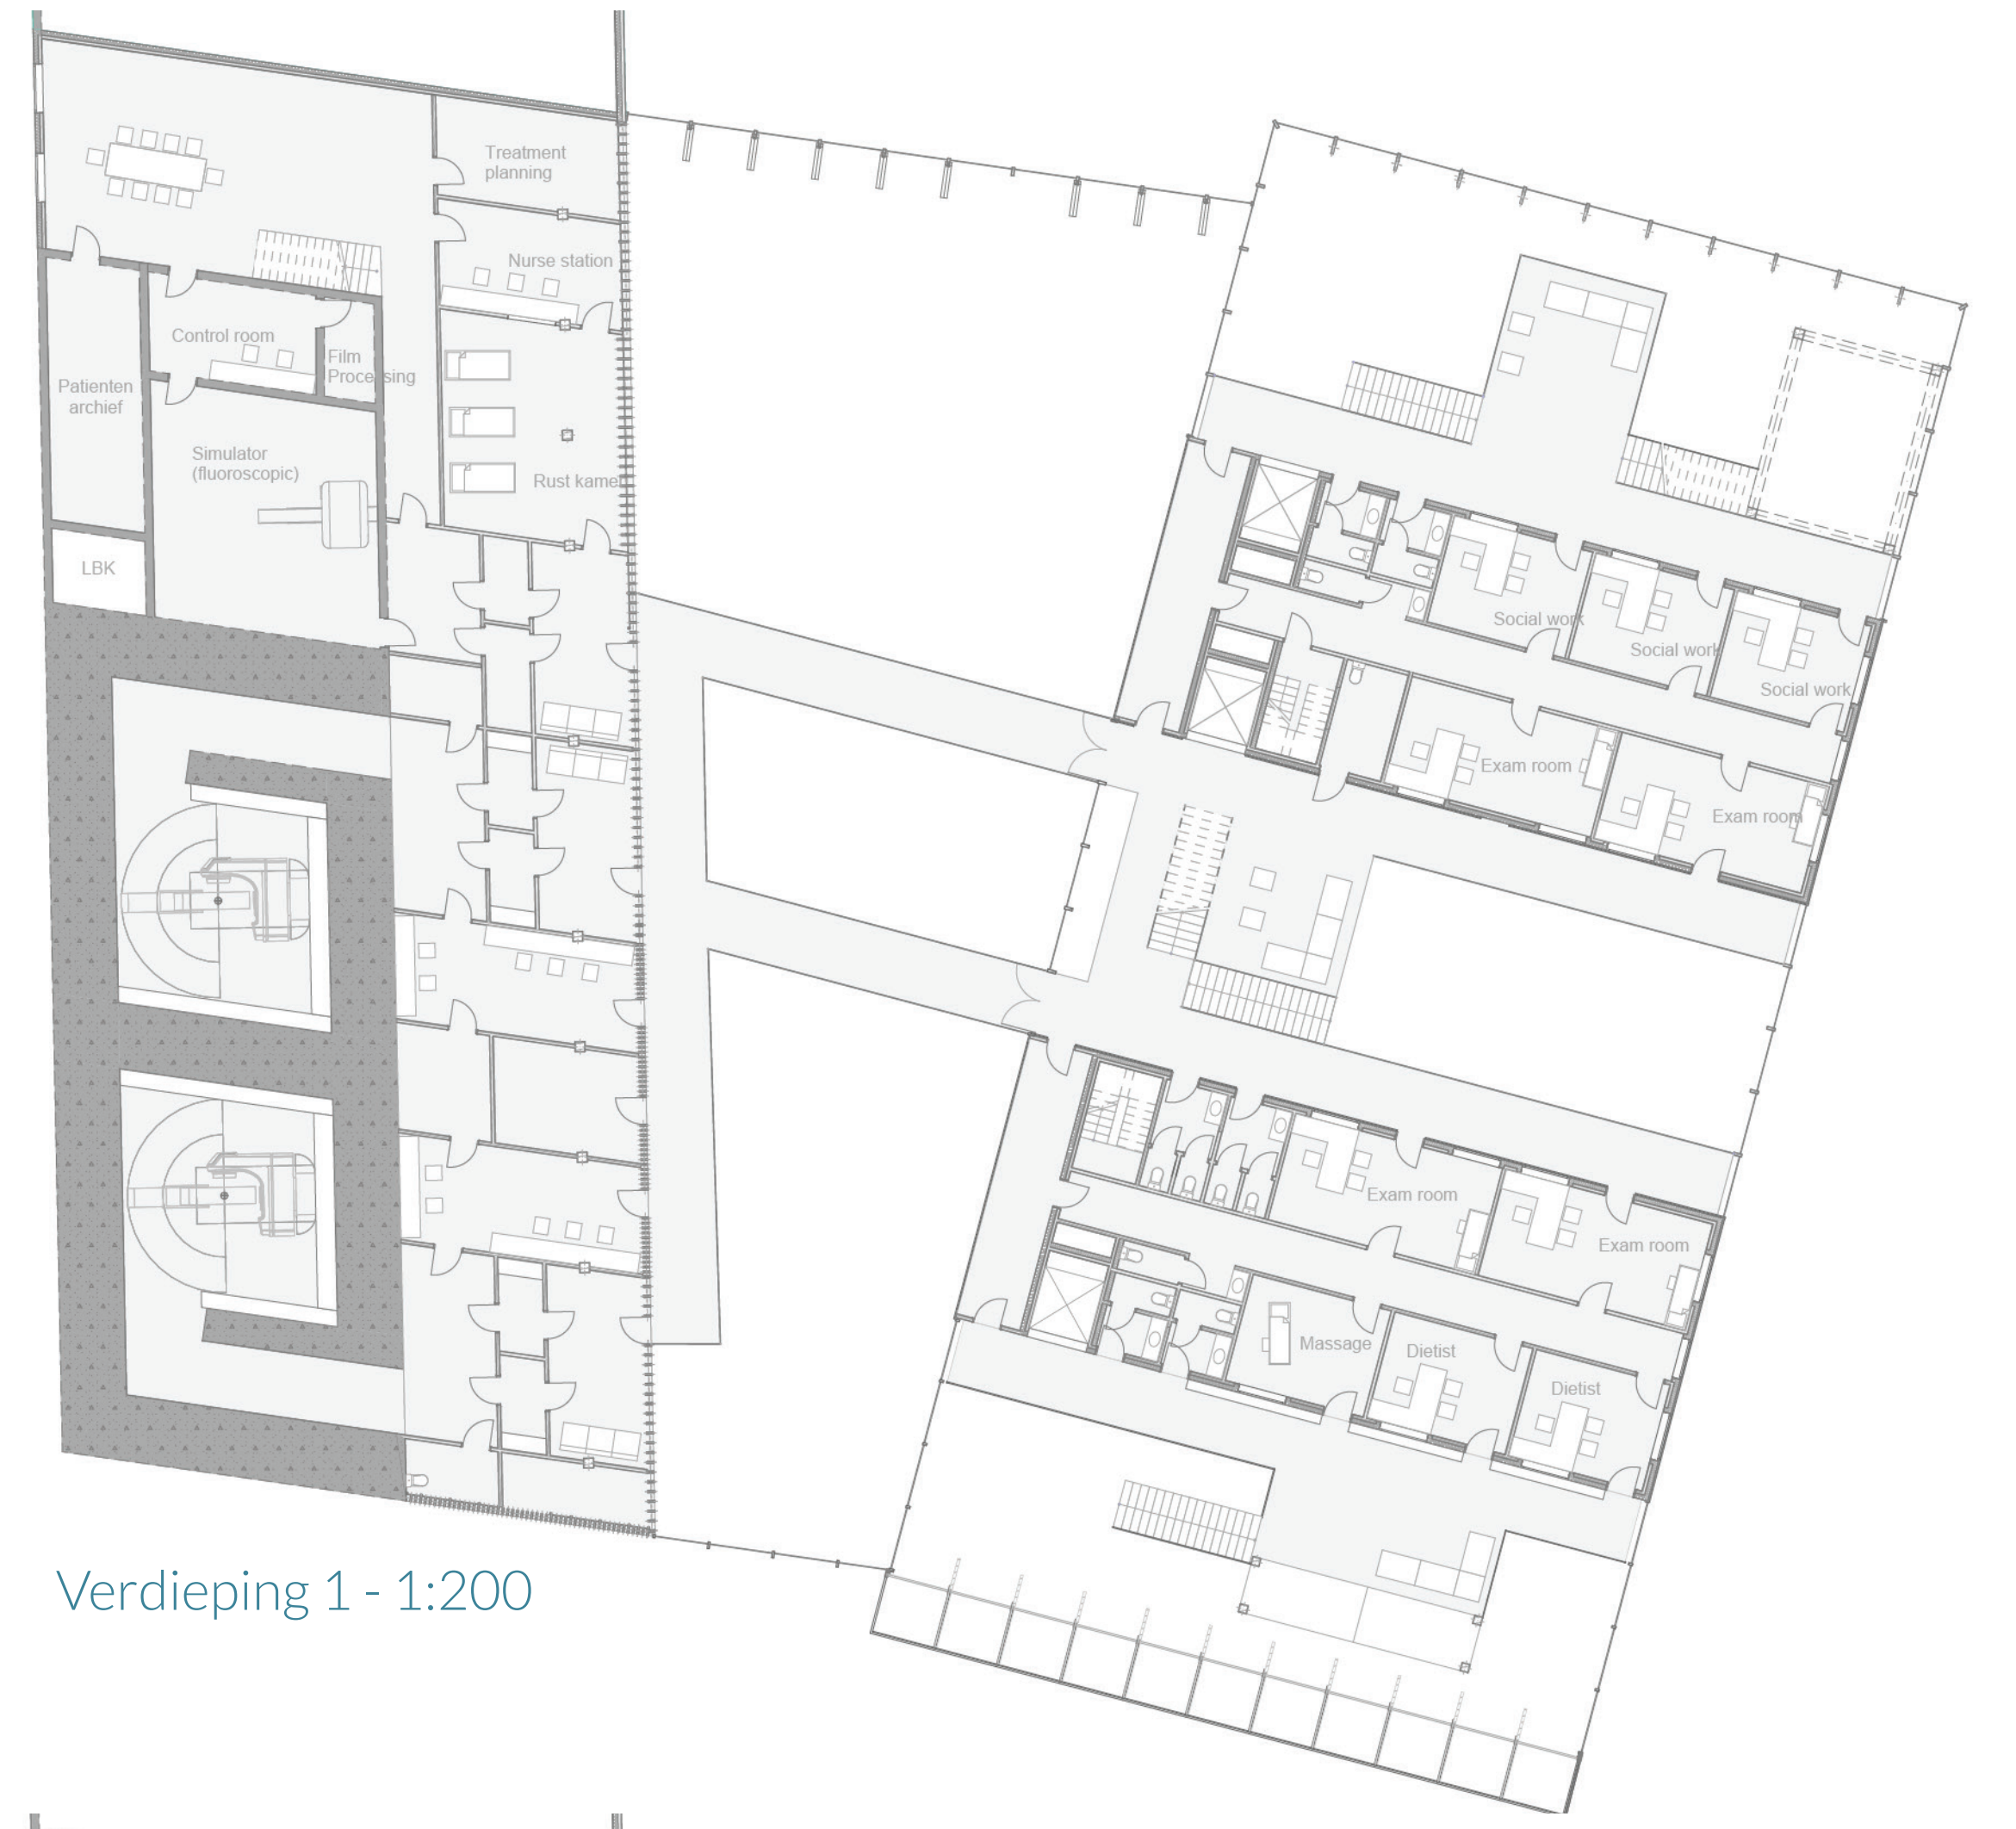 Treatment
planning
Nurse station
Control room
Film
Processing
Patienten
archief
Simulator
(fluoroscopic)
Rust kamer
LBK
Social work
Social work
Social work
Exam room
Exam room
Exam room
Exam room
Massage
Dietist
Dietist
Verdieping 1 - 1:200